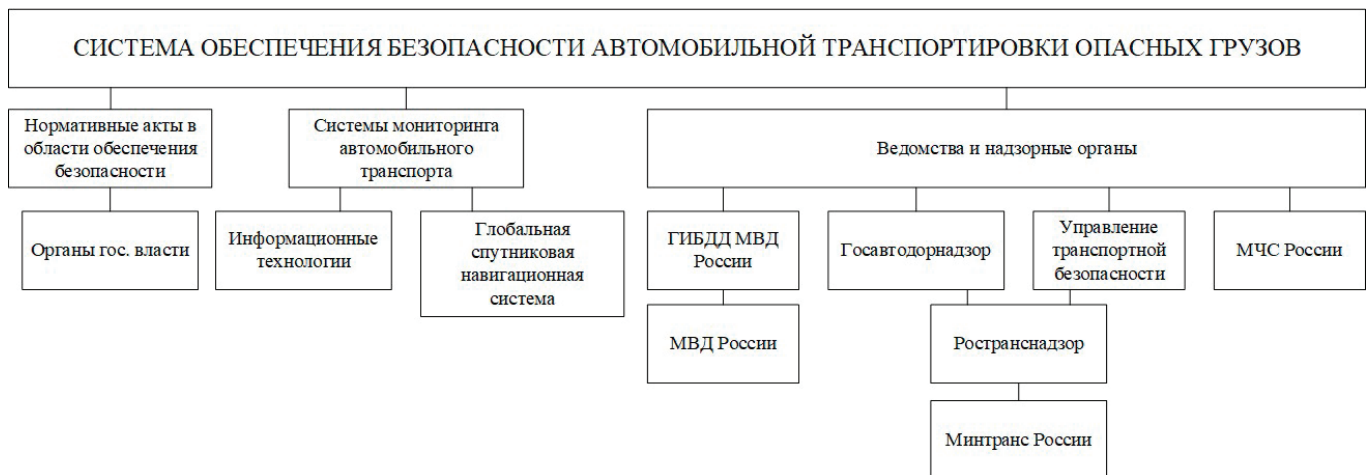 СИСТЕМА ОБЕСПЕЧЕНИЯ БЕЗОПАСНОСТИ АВТОМОБИЛЬНОЙ ТРАНСПОРТИРОВКИ ОПАСНЫХ ГРУЗОВ
Нормативные акты в
области обеспечения
безопасности
Системы мониторинга
автомобильного
транспорта
Ведомства и надзорные органы
Органы гос. власти
Информационные
технологии
Глобальная
спутниковая
навигационная
система
ГИБДД МВД
России
Госавтодорнадзор
Управление
транспортной
безопасности
МЧС России
МВД России
Ространснадзор
Минтранс России